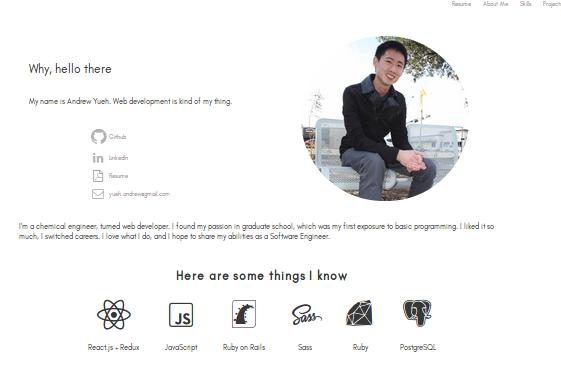 Resume About Me Skills Project
Why, hello there
My name is Andrew Yueh. Web development is kind of my thing.
Github
LinkedIn
Resume
yueh.andrew@gmail.com
I'm a chemical engineer, turned web developer. I found my passion in graduate school, which was my first exposure to basic programming. I liked it so
much, I switched careers. I love what I do, and I hope to share my abilities as a Software Engineer.
Here are some things I know
JS
Sass
React.js + Redux JavaScript Ruby on Rails Sass Ruby PostgreSQL